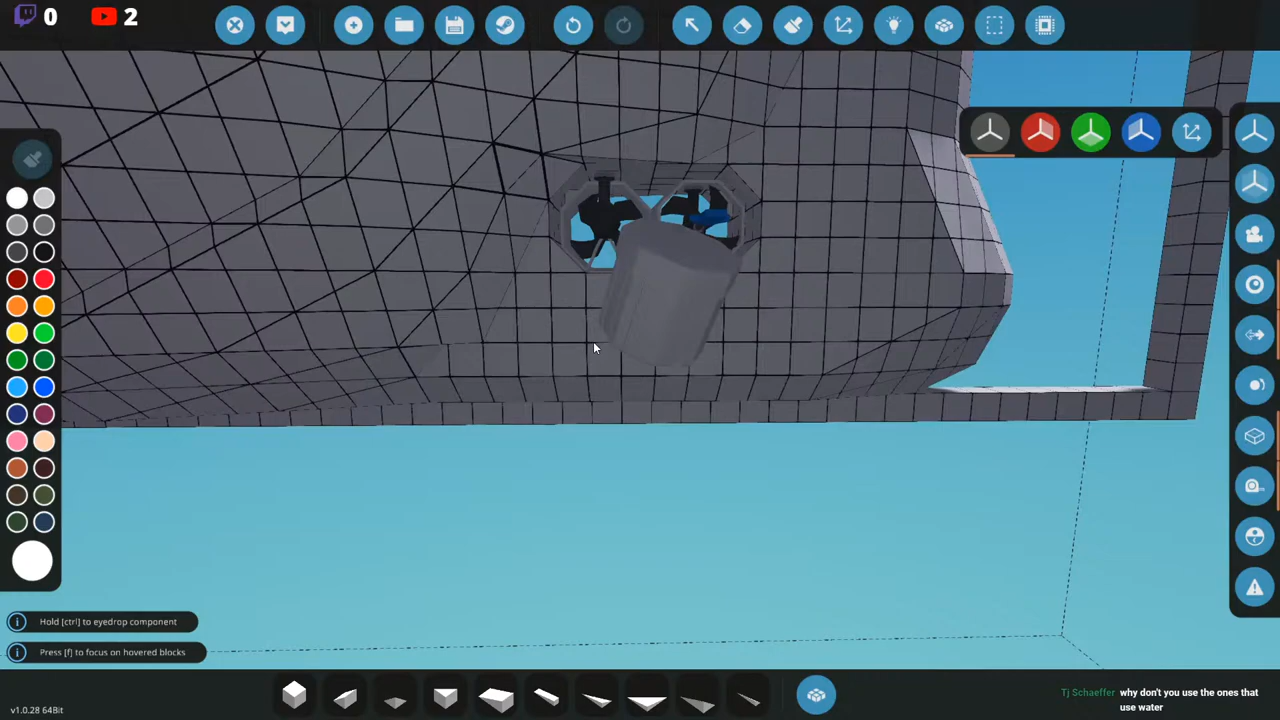 0
2
Hold [ctrl] to eyedrop component
Press [f] to focus on hovered blocks
v1.0.28 64Bit
Tj Schaeffer why don't you use the ones that
use water